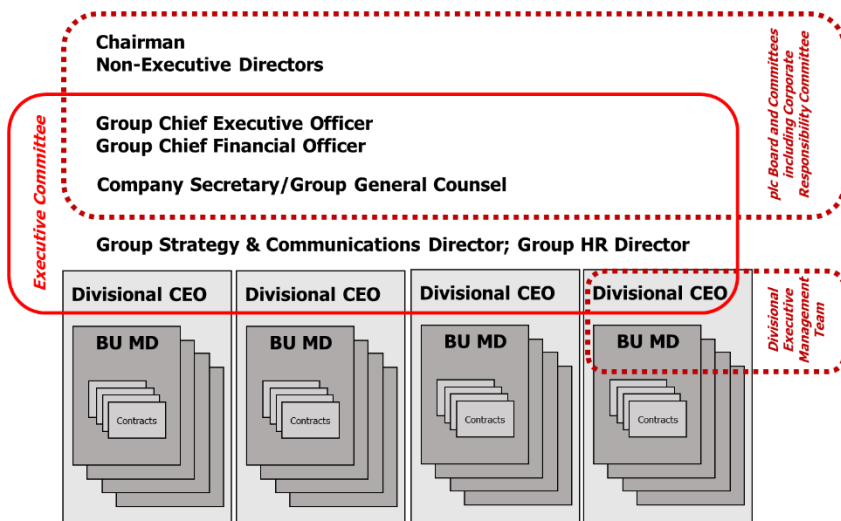 Chairman
Non-Executive Directors
plc Board and Committees
including Corporate
Responsibility Committee
Executive Committee
Group Chief Executive Officer
Group Chief Financial Officer
Company Secretary/Group General Counsel
Group Strategy & Communications Director; Group HR Director
Divisional CEO
Divisional CEO
Divisional CEO
Divisional CEO
Divisional
Executive
Management
Team
BU MD
BU MD
BU MD
BU MD
Contracts
Contracts
Contracts
Contracts